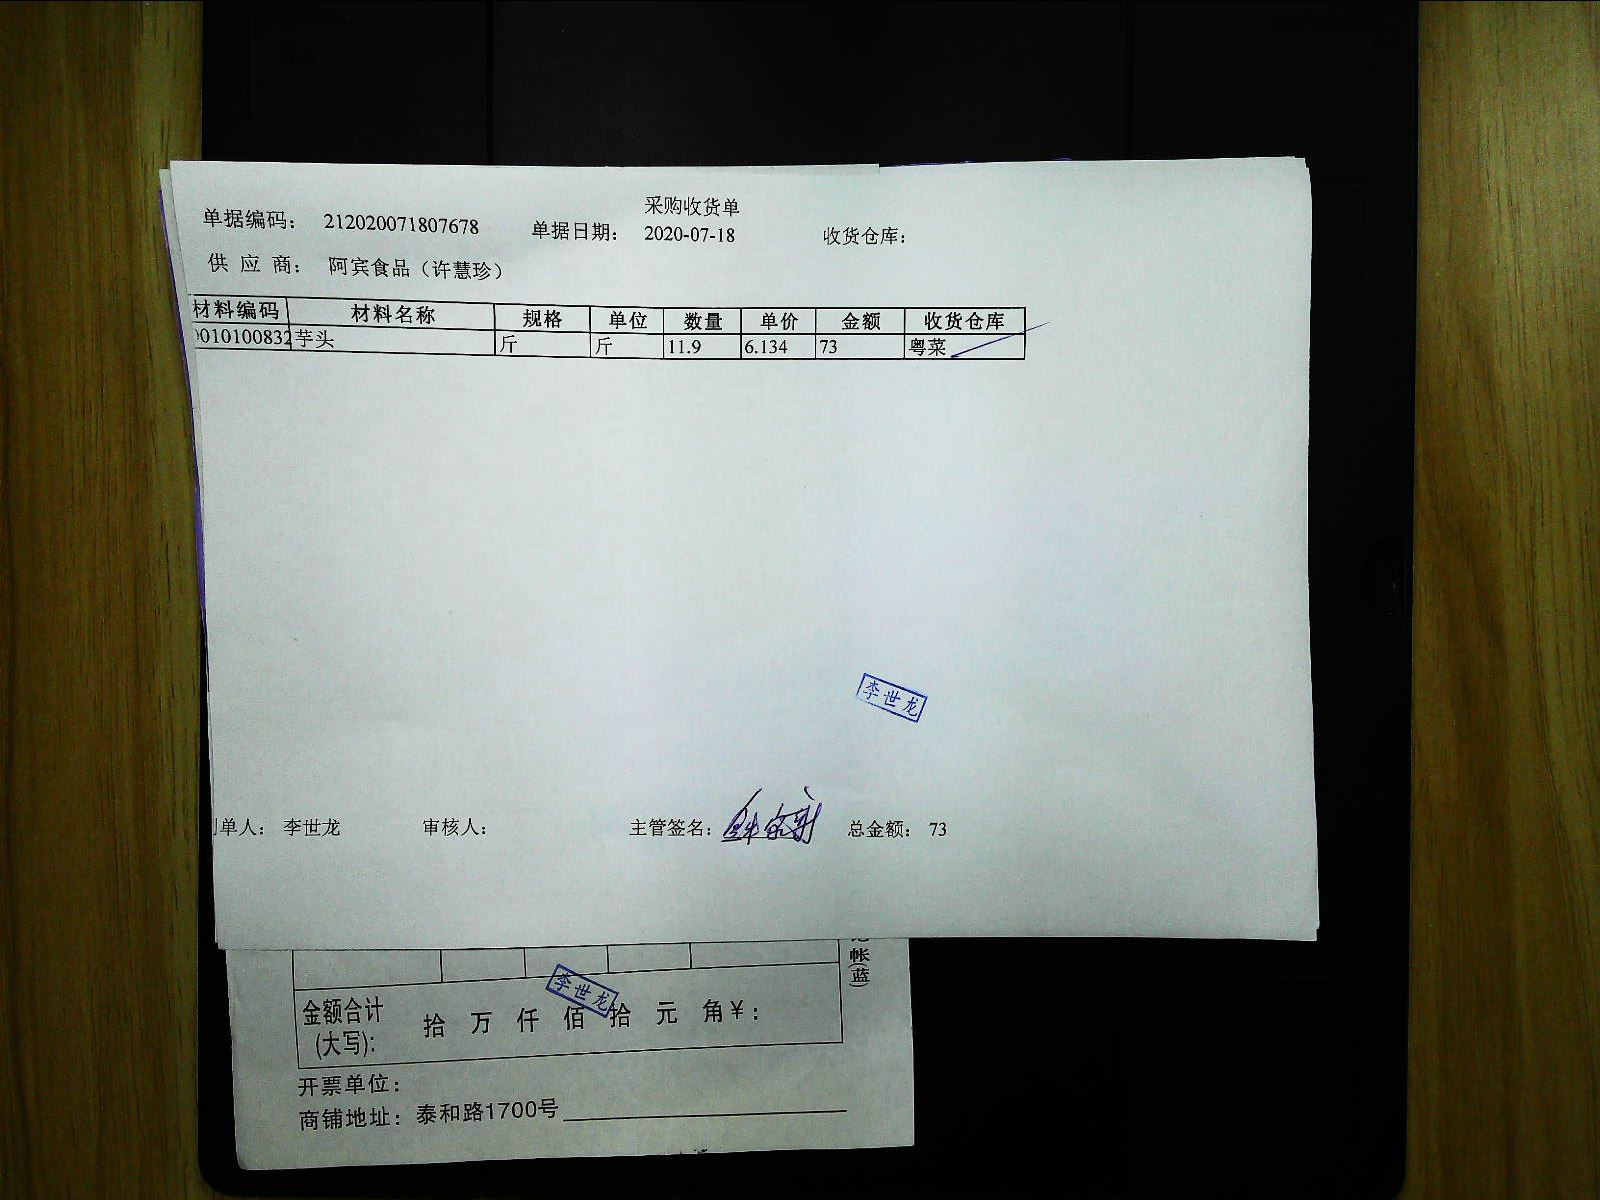 采购收货单
单据编码： 212020071807678 单据日期： 2020-07-18 收货仓库：
供 应 商： 阿宾食品（许慧珍）
材料编码 材料名称 规格 单位 数量 单价 金额 收货仓库
010100832 芋头 斤 斤 11.9 6.134 73 粤菜
李世龙
单人： 李世龙 审核人： 主管签名： 总金额： 73
帐(蓝)
李世龙
金额合计
(大写)： 拾 万 仟 佰 拾 元 角￥：
开票单位：
商铺地址：泰和路1700号